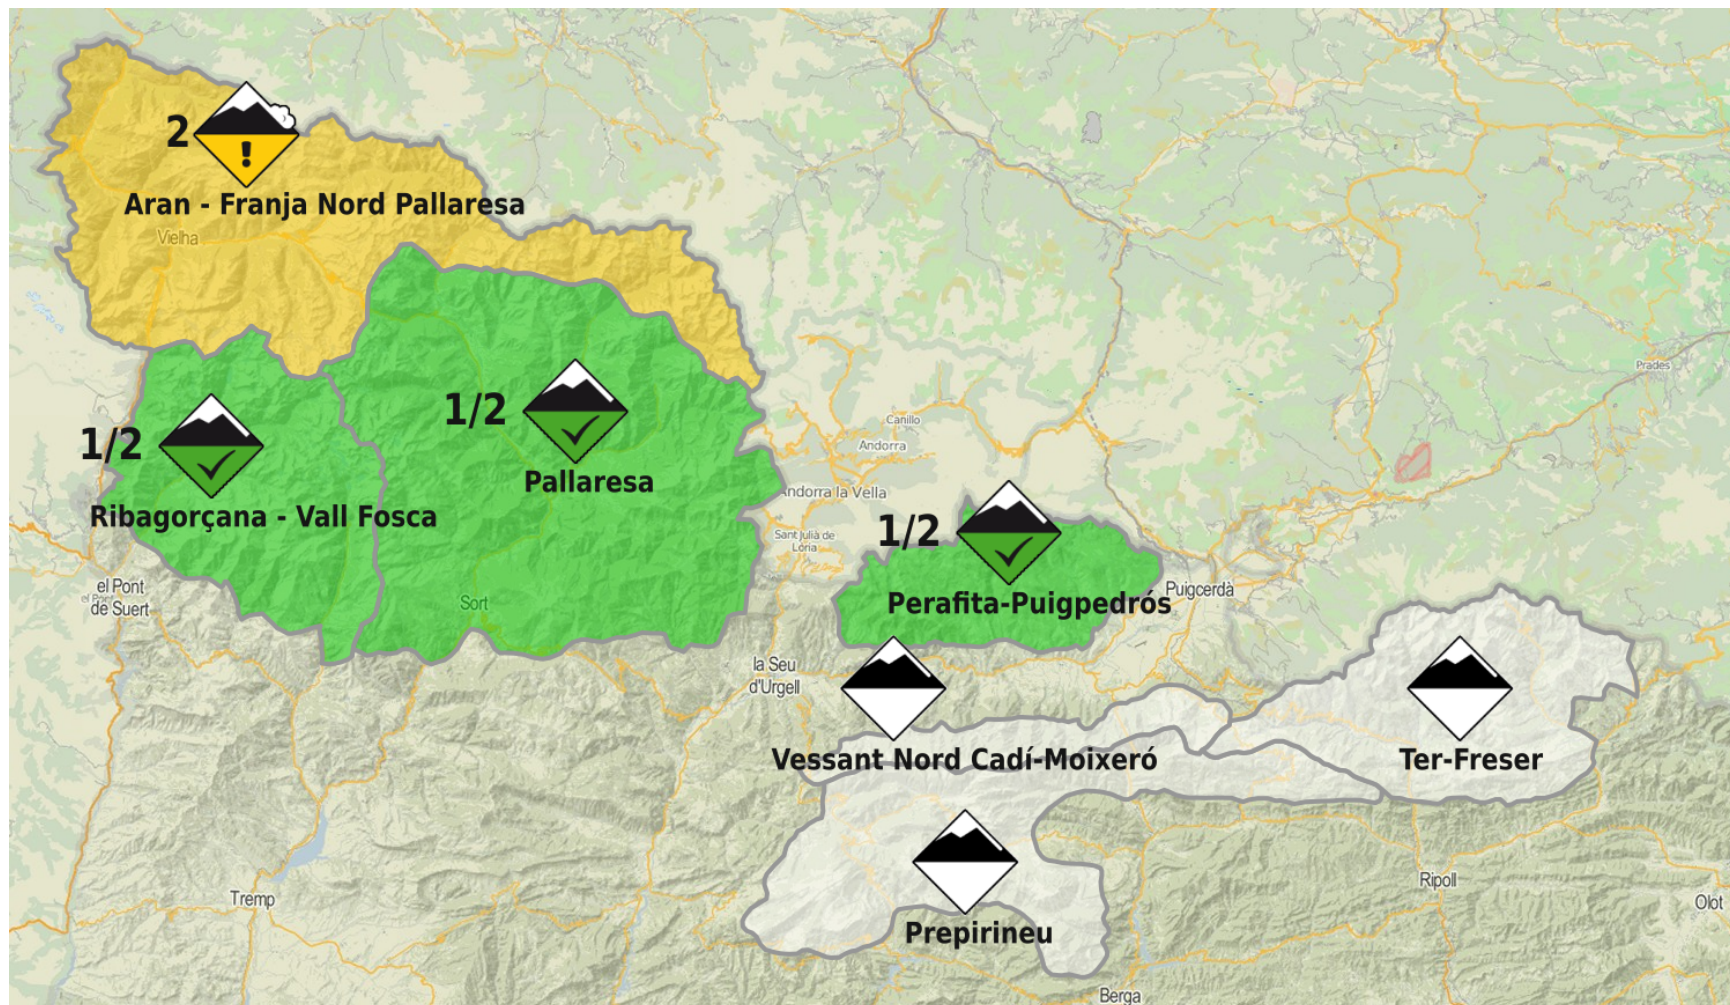 2
!
Aran - Franja Nord Pallaresa
Vielha
1/2
Pallaresa
1/2
Ribagorçana - Vall Fosca
Prades
Canillo
Andorra
Andorra la Vella
Sant Julià de
Lòria
1/2
Perafita-Puigpedrós
Puigcerdà
el Pont
de Suert
Sort
la Seu
d'Urgell
Vessant Nord Cadí-Moixeró
Ter-Freser
Prepirineu
Tremp
Ripoll
Olot
Berga